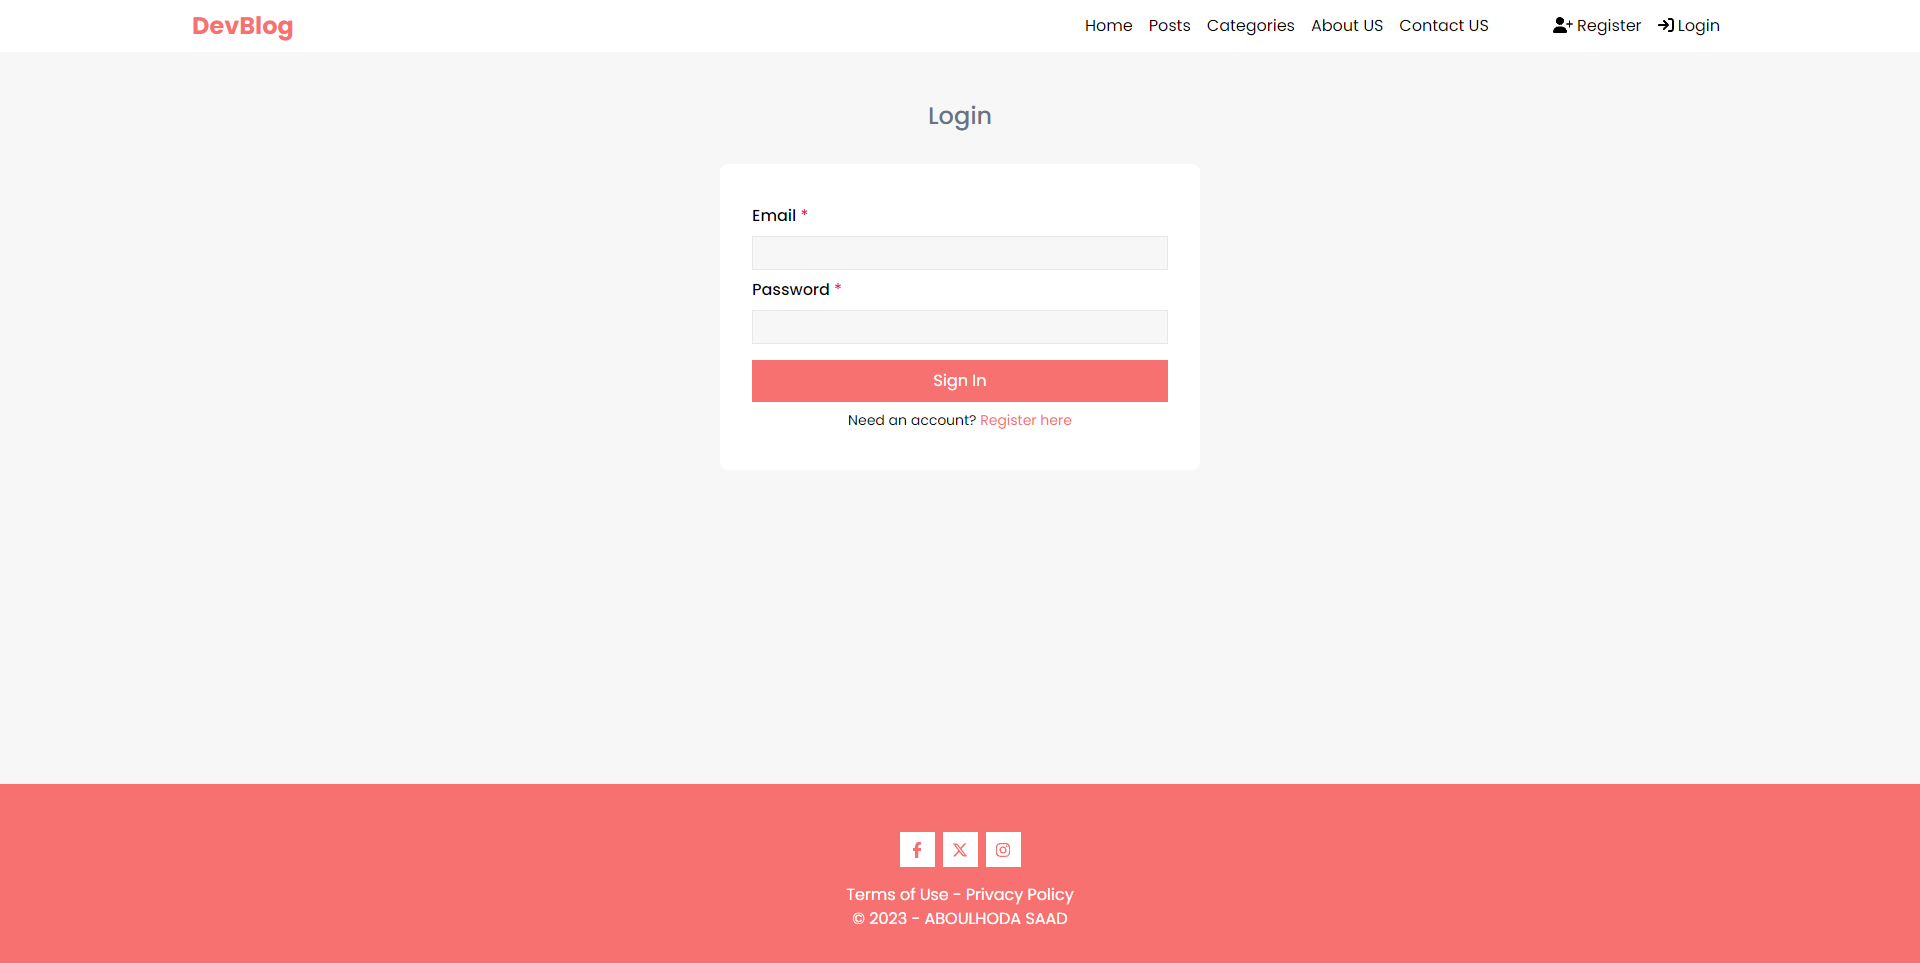 DevBlog Home Posts Categories About US Contact US Register Login
Login
Email *
Password *
Sign In
Need an account? Register here
Terms of Use - Privacy Policy
© 2023 - ABOULHODA SAAD